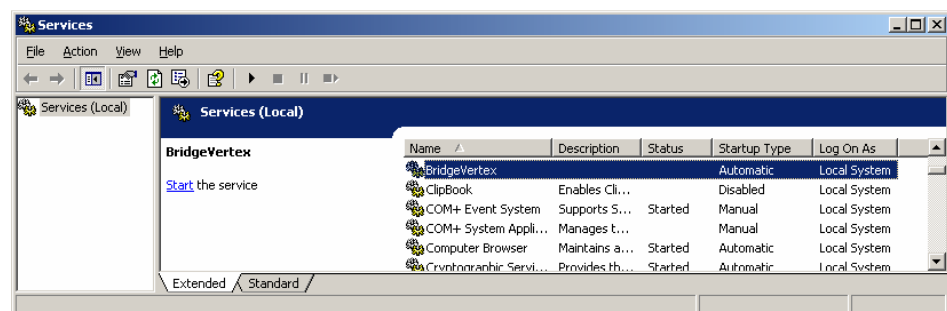 Services
File Action View Help
Services (Local)
Services (Local)
BridgeVertex
Start the service
Name Description Status Startup Type Log On As
BridgeVertex Automatic Local System
ClipBook Enables Cli... Disabled Local System
COM+ Event System Supports S... Started Manual Local System
COM+ System Appli... Manages t... Manual Local System
Computer Browser Maintains a... Started Automatic Local System
Cryptographic Servi... Provides th... Started Automatic Local System
Extended Standard